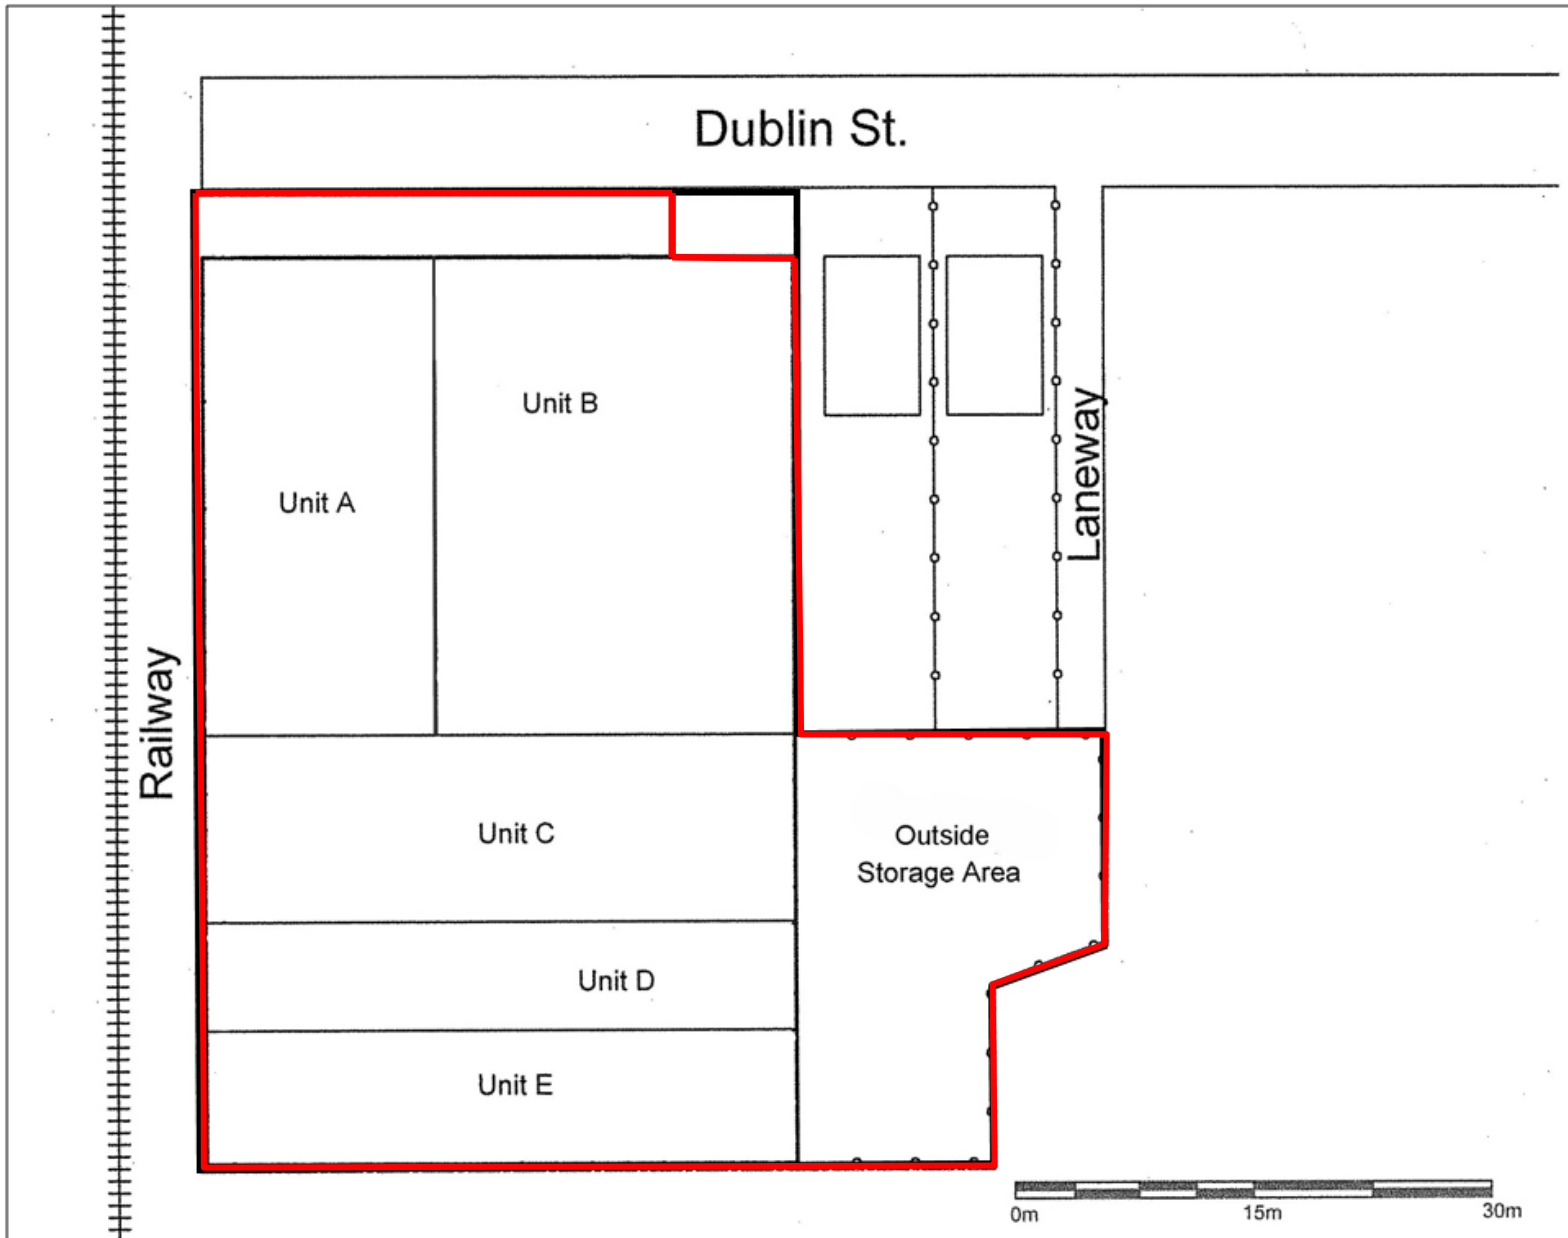 Dublin St.
Unit B
Unit A
Laneway
Railway
Unit C
Outside
Storage Area
Unit D
Unit E
0m
15m
30m